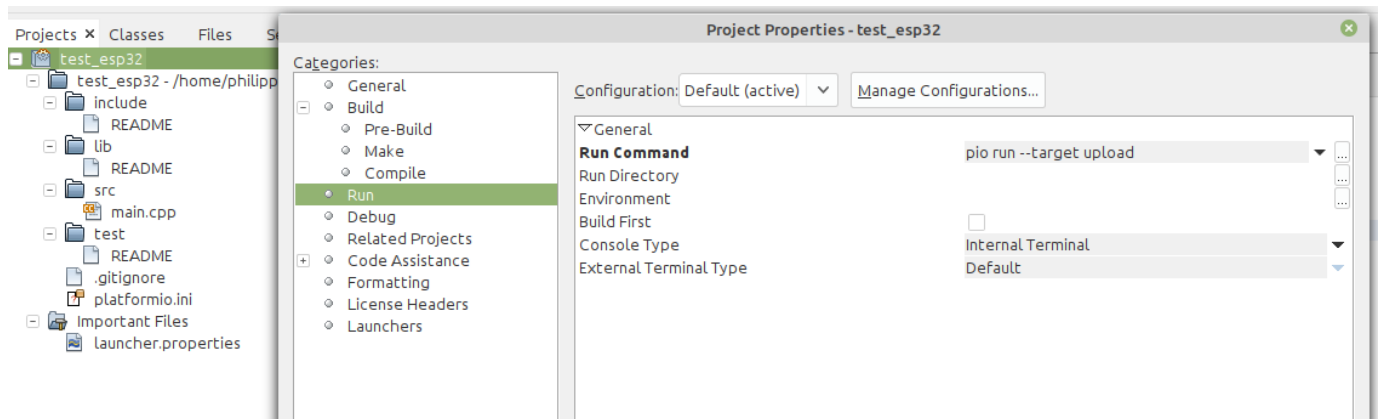 Project Properties - test_esp32
Projects × Classes Files
test_esp32
test_esp32 - /home/philipp
include
README
lib
README
src
main.cpp
test
README
.gitignore
platformio.ini
Important Files
launcher.properties
Categories:
General
Build
Pre-Build
Make
Compile
Run
Debug
Related Projects
Code Assistance
Formatting
License Headers
Launchers
Configuration: Default (active) Manage Configurations...
General
Run Command pio run --target upload ...
Run Directory ...
Environment ...
Build First
Console Type Internal Terminal
External Terminal Type Default